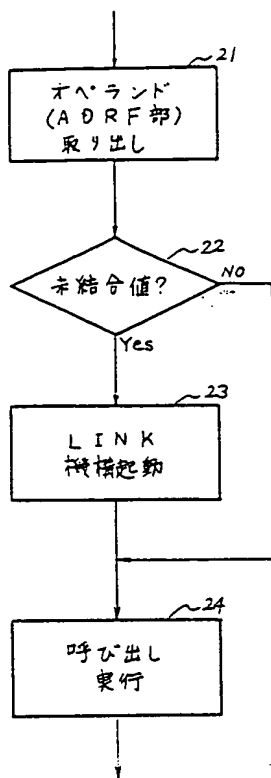 21
オペランド
(ADRF部)
取り出し
22
未結合値?
NO
Yes
23
LINK
機構起動
24
呼び出し
実行